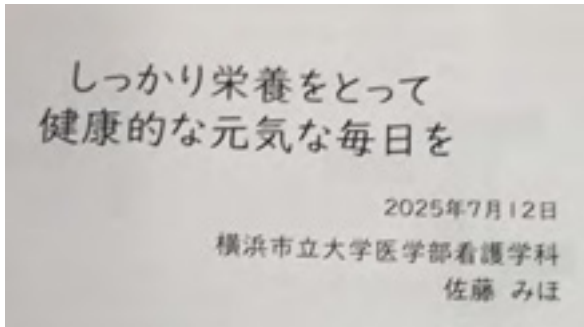 しっかり栄養をとって
健康的な元気な毎日を
2025年7月12日
横浜市立大学医学部看護学科
佐藤 みほ